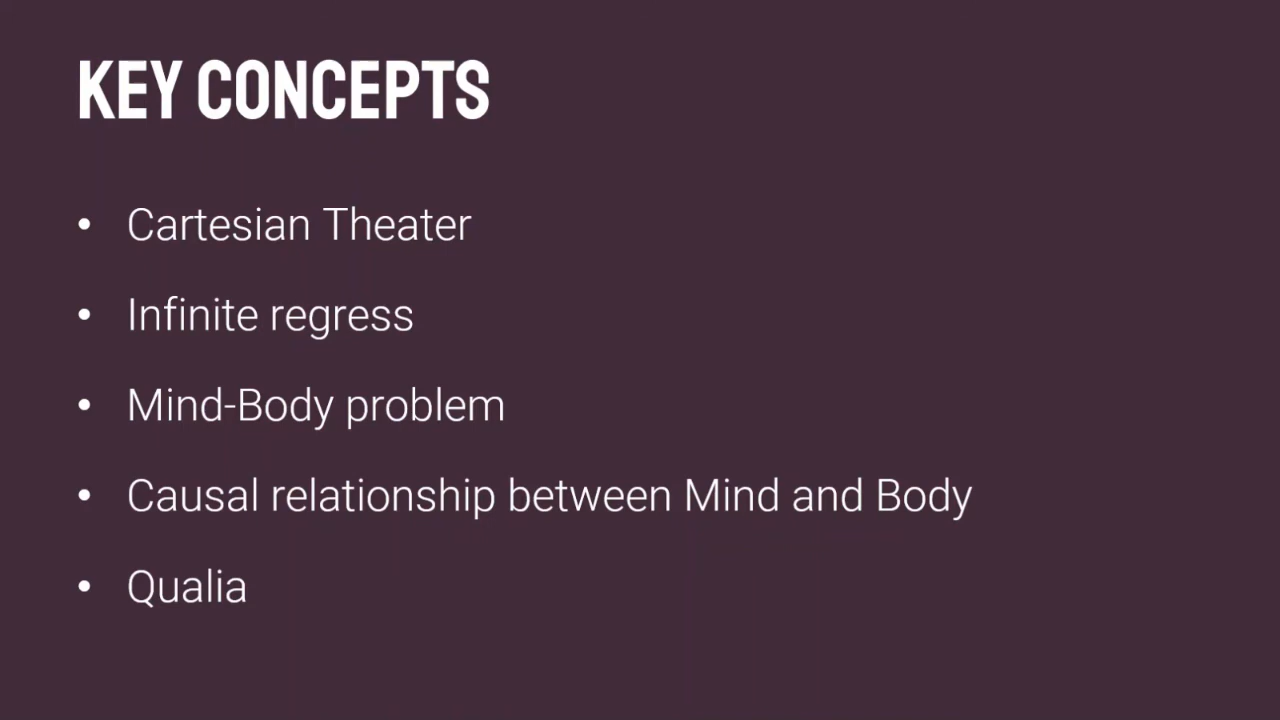 KEY CONCEPTS
• Cartesian Theater
• Infinite regress
• Mind-Body problem
• Causal relationship between Mind and Body
• Qualia